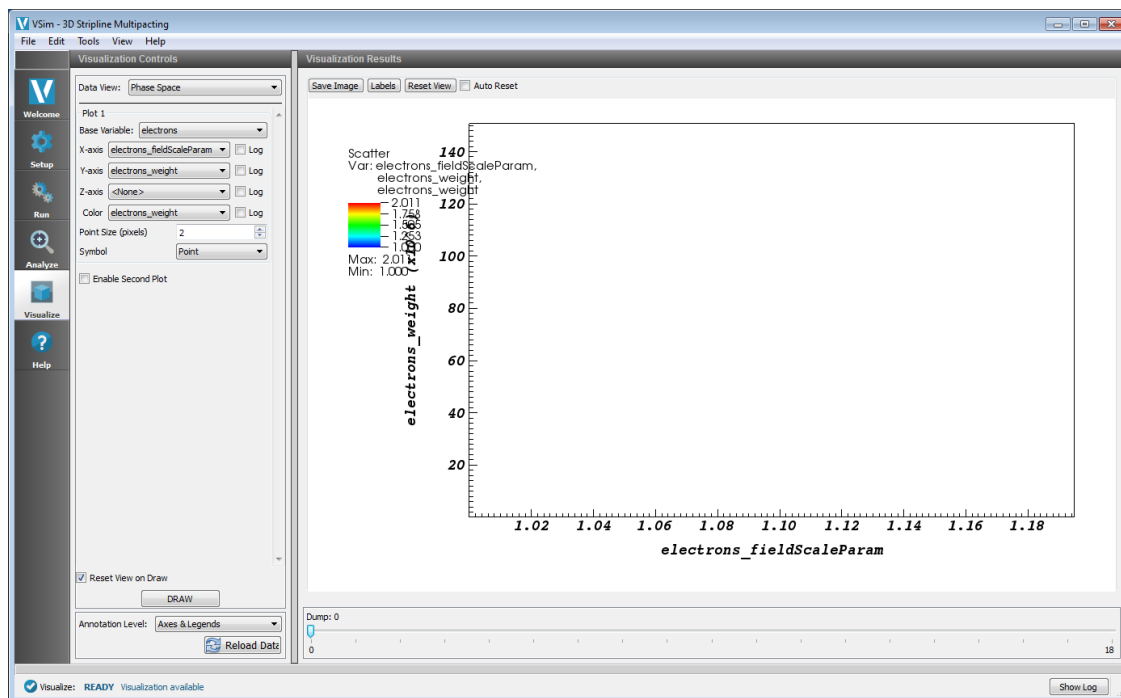 VSim - 3D Stripline Multipacting
File Edit Tools View Help
Visualization Controls
Visualization Results
Welcome
Setup
Run
Analyze
Visualize
Help
Data View: Phase Space
Plot 1
Base Variable: electrons
X-axis electrons_fieldScaleParam Log
Y-axis electrons_weight Log
Z-axis <None> Log
Color electrons_weight Log
Point Size (pixels) 2
Symbol Point
Enable Second Plot
Reset View on Draw
DRAW
Annotation Level: Axes & Legends
Reload Data
Save Image Labels Reset View Auto Reset
Scatter
Var: electrons_fieldScaleParam,
electrons_weight,
electrons_weight
2.011
1.758
1.253
1.000
Max: 2.011
Min: 1.000
electrons_weight
140
120
100
80
60
40
20
1.02 1.04 1.06 1.08 1.10 1.12 1.14 1.16 1.18
electrons_fieldScaleParam
Dump: 0
0 18
Visualize: READY Visualization available
Show Log